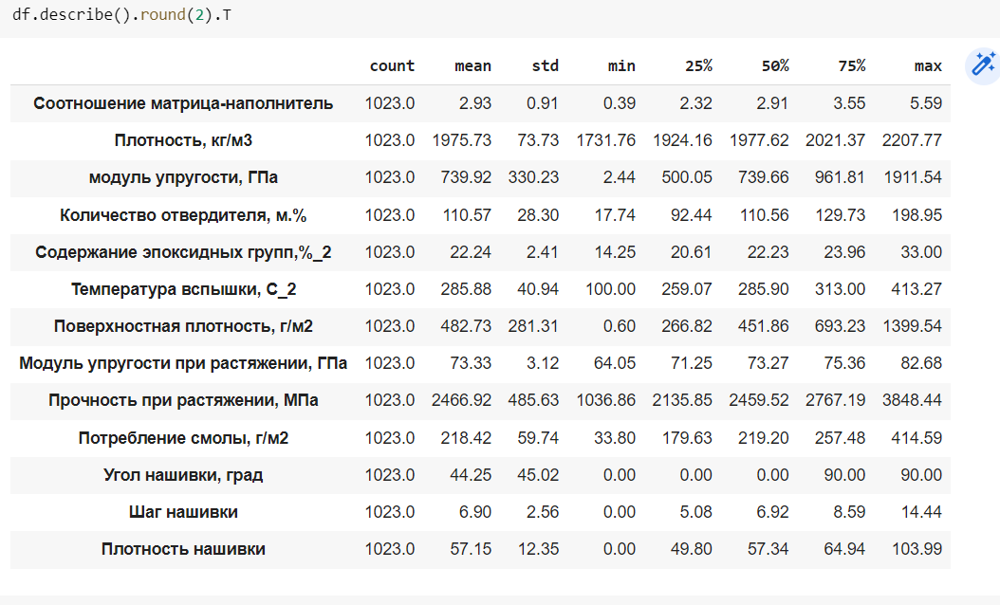 df.describe().round(2).T
count mean std min 25% 50% 75% max
Соотношение матрица-наполнитель 1023.0 2.93 0.91 0.39 2.32 2.91 3.55 5.59
Плотность, кг/м3 1023.0 1975.73 73.73 1731.76 1924.16 1977.62 2021.37 2207.77
модуль упругости, ГПа 1023.0 739.92 330.23 2.44 500.05 739.66 961.81 1911.54
Количество отвердителя, м.% 1023.0 110.57 28.30 17.74 92.44 110.56 129.73 198.95
Содержание эпоксидных групп,%_2 1023.0 22.24 2.41 14.25 20.61 22.23 23.96 33.00
Температура вспышки, С_2 1023.0 285.88 40.94 100.00 259.07 285.90 313.00 413.27
Поверхностная плотность, г/м2 1023.0 482.73 281.31 0.60 266.82 451.86 693.23 1399.54
Модуль упругости при растяжении, ГПа 1023.0 73.33 3.12 64.05 71.25 73.27 75.36 82.68
Прочность при растяжении, МПа 1023.0 2466.92 485.63 1036.86 2135.85 2459.52 2767.19 3848.44
Потребление смолы, г/м2 1023.0 218.42 59.74 33.80 179.63 219.20 257.48 414.59
Угол нашивки, град 1023.0 44.25 45.02 0.00 0.00 0.00 90.00 90.00
Шаг нашивки 1023.0 6.90 2.56 0.00 5.08 6.92 8.59 14.44
Плотность нашивки 1023.0 57.15 12.35 0.00 49.80 57.34 64.94 103.99